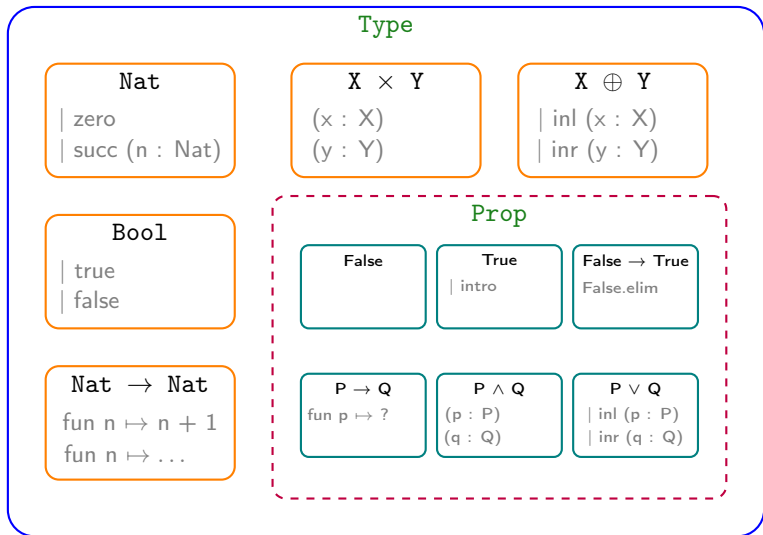 Type
Nat
| zero
| succ (n : Nat)
X × Y
(x : X)
(y : Y)
X ⊕ Y
| inl (x : X)
| inr (y : Y)
Bool
| true
| false
Nat → Nat
fun n ↦ n + 1
fun n ↦ ...
Prop
False
True
| intro
False → True
False.elim
P → Q
fun p ↦ ?
P ∧ Q
(p : P)
(q : Q)
P ∨ Q
| inl (p : P)
| inr (q : Q)